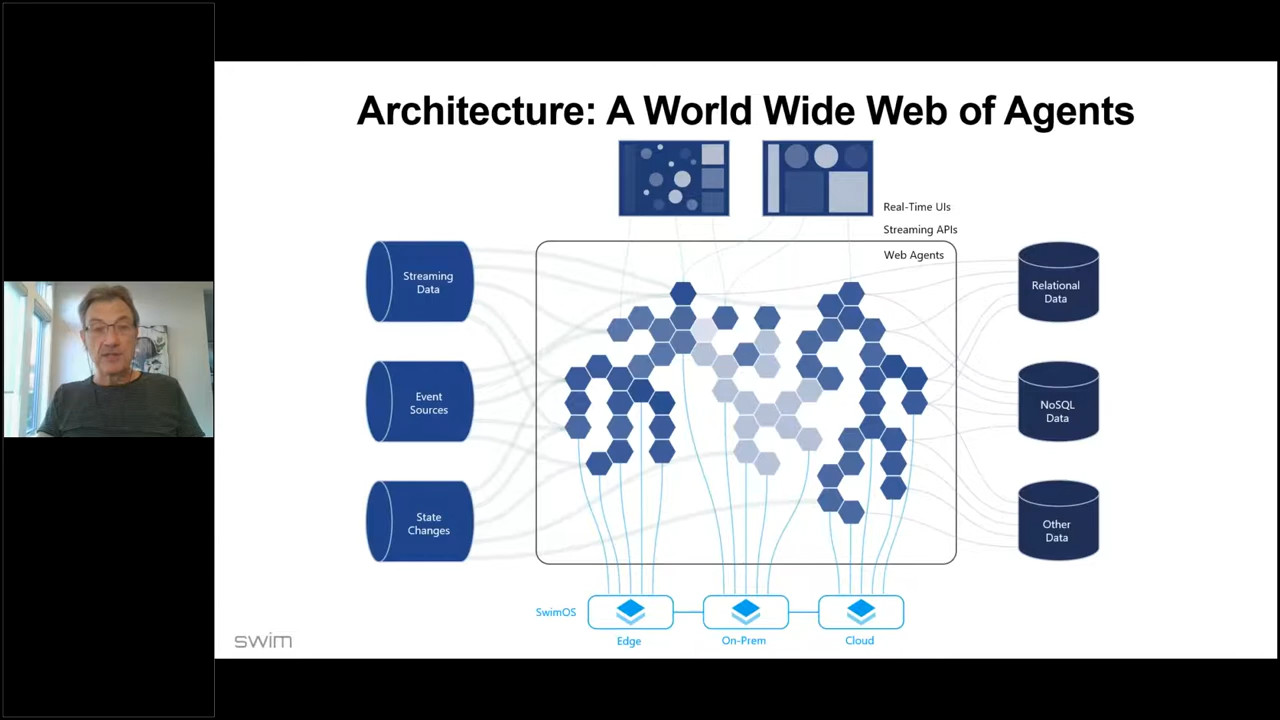 Architecture: A World Wide Web of Agents
Real-Time UIs
Streaming APIs
Web Agents
Streaming
Data
Event
Sources
State
Changes
Relational
Data
NoSQL
Data
Other
Data
SwimOS
Edge
On-Prem
Cloud
swim